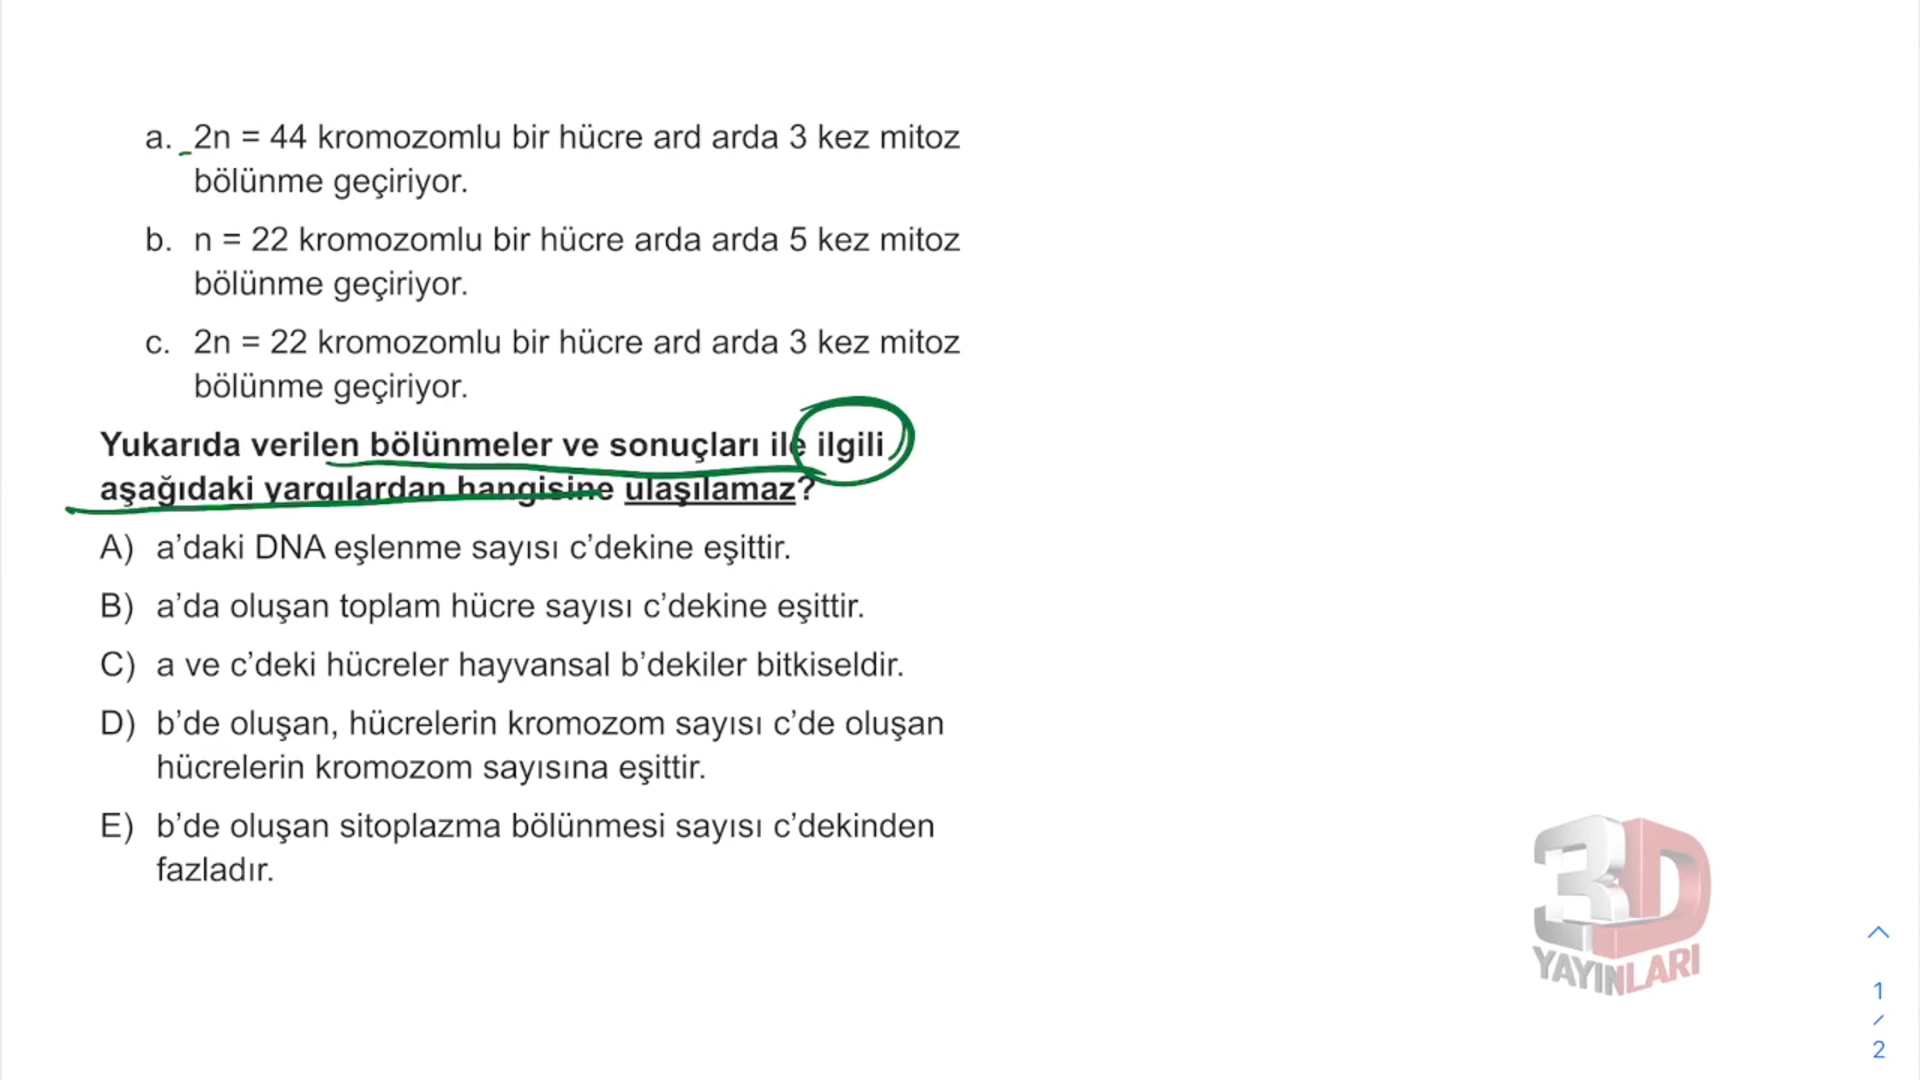 a. 2n = 44 kromozomlu bir hücre ard arda 3 kez mitoz
bölünme geçiriyor.
b. n = 22 kromozomlu bir hücre arda arda 5 kez mitoz
bölünme geçiriyor.
c. 2n = 22 kromozomlu bir hücre ard arda 3 kez mitoz
bölünme geçiriyor.
Yukarıda verilen bölünmeler ve sonuçları ile ilgili
aşağıdaki yargılardan hangisine ulaşılamaz?
A) a’daki DNA eşlenme sayısı c’dekine eşittir.
B) a’da oluşan toplam hücre sayısı c’dekine eşittir.
C) a ve c’deki hücreler hayvansal b’dekiler bitkiseldir.
D) b’de oluşan, hücrelerin kromozom sayısı c’de oluşan
hücrelerin kromozom sayısına eşittir.
E) b’de oluşan sitoplazma bölünmesi sayısı c’dekinden
fazladır.
3D
YAYINLARI
1
/
2